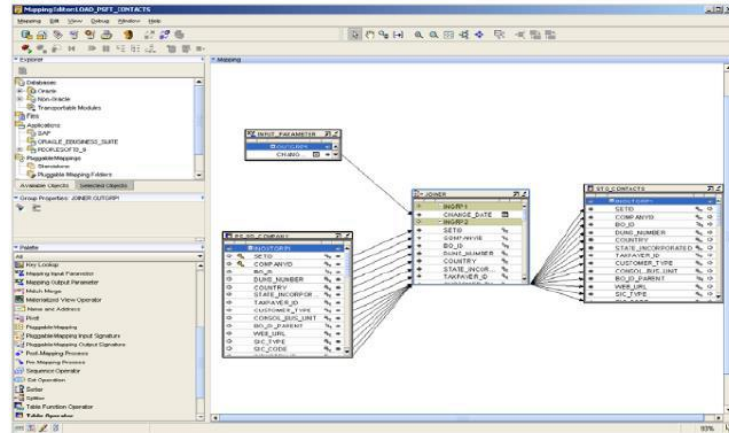 Mapping Editor: LOAD_PSFT_CONTACTS
Mapping Edit View Debug Window Help
Explorer
Databases
Oracle
Non-Oracle
Transportable Modules
Files
Applications
SAP
ORACLE_EBUSINESS_SUITE
Pluggable Mappings
Standalone
Pluggable Mapping Folders
Available Objects Selected Objects
Group Properties: JOINER.OUTGRP1
Palette
All
Key Lookup
Mapping Input Parameter
Mapping Output Parameter
Match Merge
Materialized View Operator
Name and Address
Pivot
Pluggable Mapping
Pluggable Mapping Input Signature
Pluggable Mapping Output Signature
Post-Mapping Process
Pre-Mapping Process
Sequence Operator
Set Operation
Sorter
Splitter
Table Function Operator
Table Operator
Mapping
INPUT_PARAMETER
OUTGRP1
CHANG...
INOUTGRP1
SETID
COMPANYID
BO_ID
DUNS_NUMBER
COUNTRY
STATE_INCORPOR...
TAXPAYER_ID
CUSTOMER_TYPE
CONSOL_BUS_UNIT
BO_ID_PARENT
WEB_URL
SIC_TYPE
SIC_CODE
JOINER
INGRP1
CHANGE_DATE
INGRP2
SETID
COMPANYID
BO_ID
DUNS_NUMBER
COUNTRY
STATE_INCOR...
TAXPAYER_ID
STG_CONTACTS
INOUTGRP1
SETID
COMPANYID
BO_ID
DUNS_NUMBER
COUNTRY
STATE_INCORPORATED
TAXPAYER_ID
CUSTOMER_TYPE
CONSOL_BUS_UNIT
BO_ID_PARENT
WEB_URL
SIC_TYPE
93%